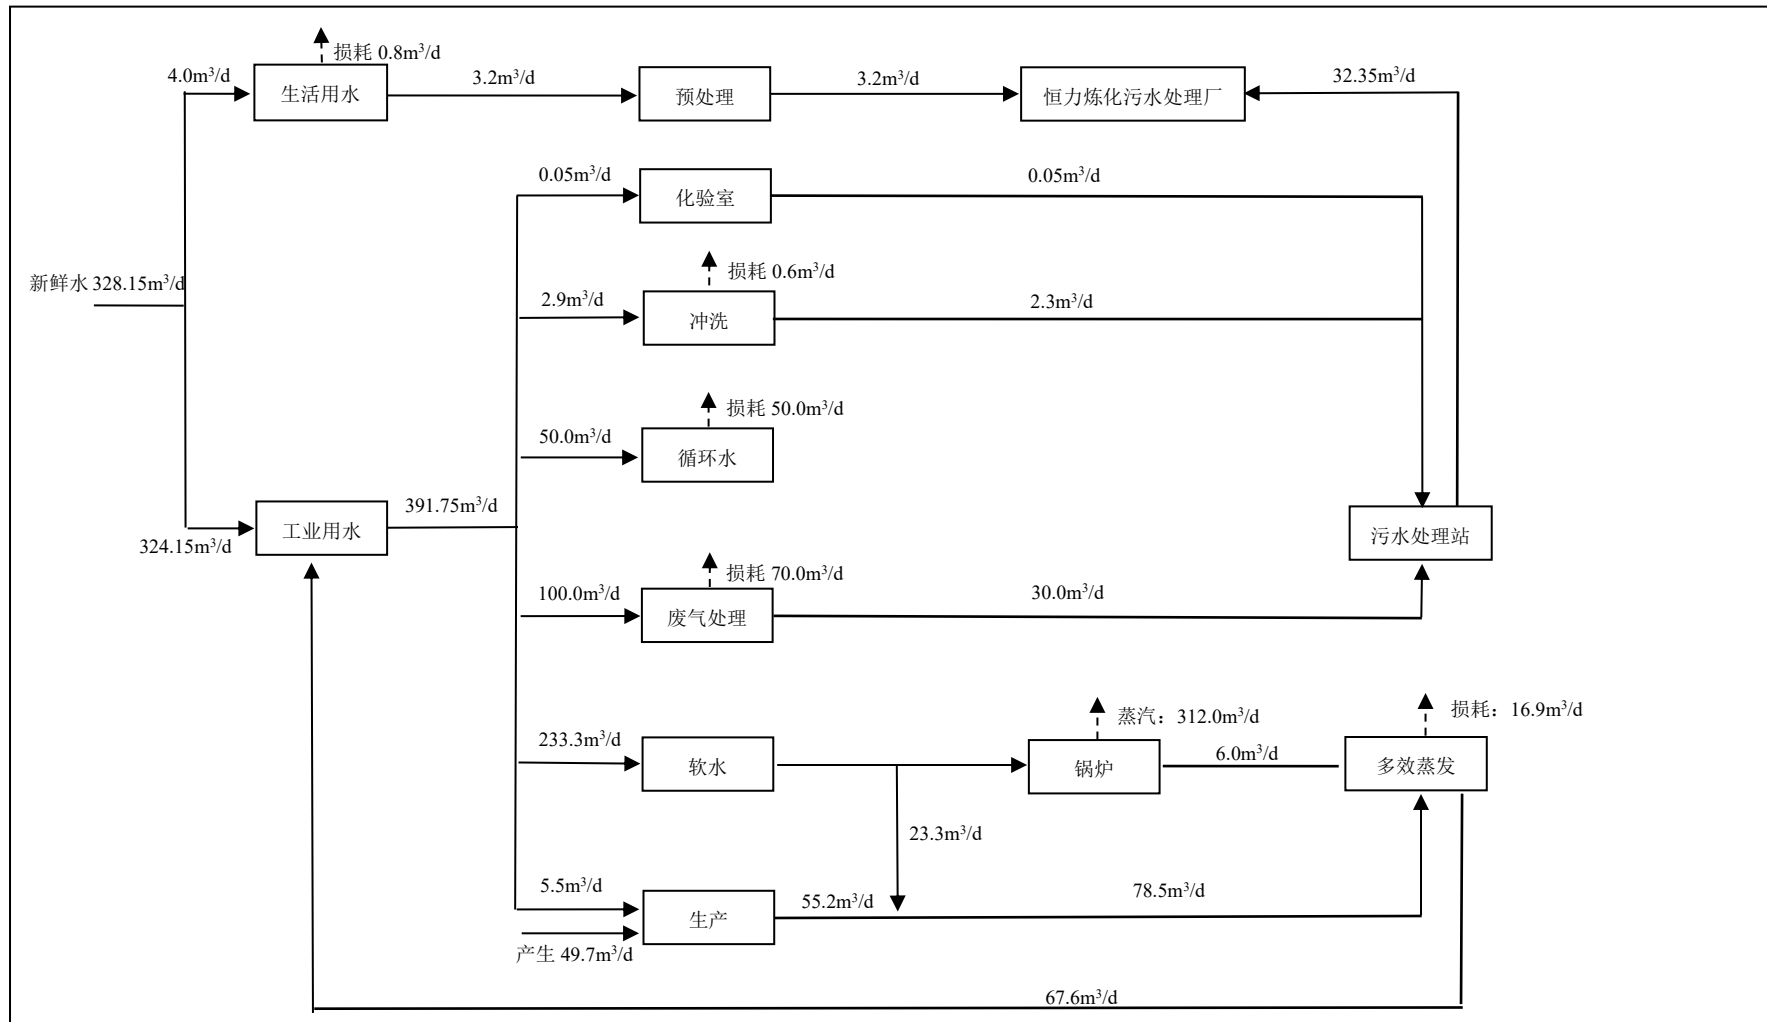 损耗 0.8m³/d
4.0m³/d
生活用水
3.2m³/d
预处理
3.2m³/d
恒力炼化污水处理厂
32.35m³/d
0.05m³/d
化验室
0.05m³/d
新鲜水 328.15m³/d
损耗 0.6m³/d
2.9m³/d
冲洗
2.3m³/d
损耗 50.0m³/d
50.0m³/d
循环水
324.15m³/d
工业用水
391.75m³/d
污水处理站
损耗 70.0m³/d
100.0m³/d
废气处理
30.0m³/d
233.3m³/d
软水
蒸汽：312.0m³/d
锅炉
6.0m³/d
损耗：16.9m³/d
多效蒸发
23.3m³/d
5.5m³/d
产生 49.7m³/d
生产
55.2m³/d
78.5m³/d
67.6m³/d